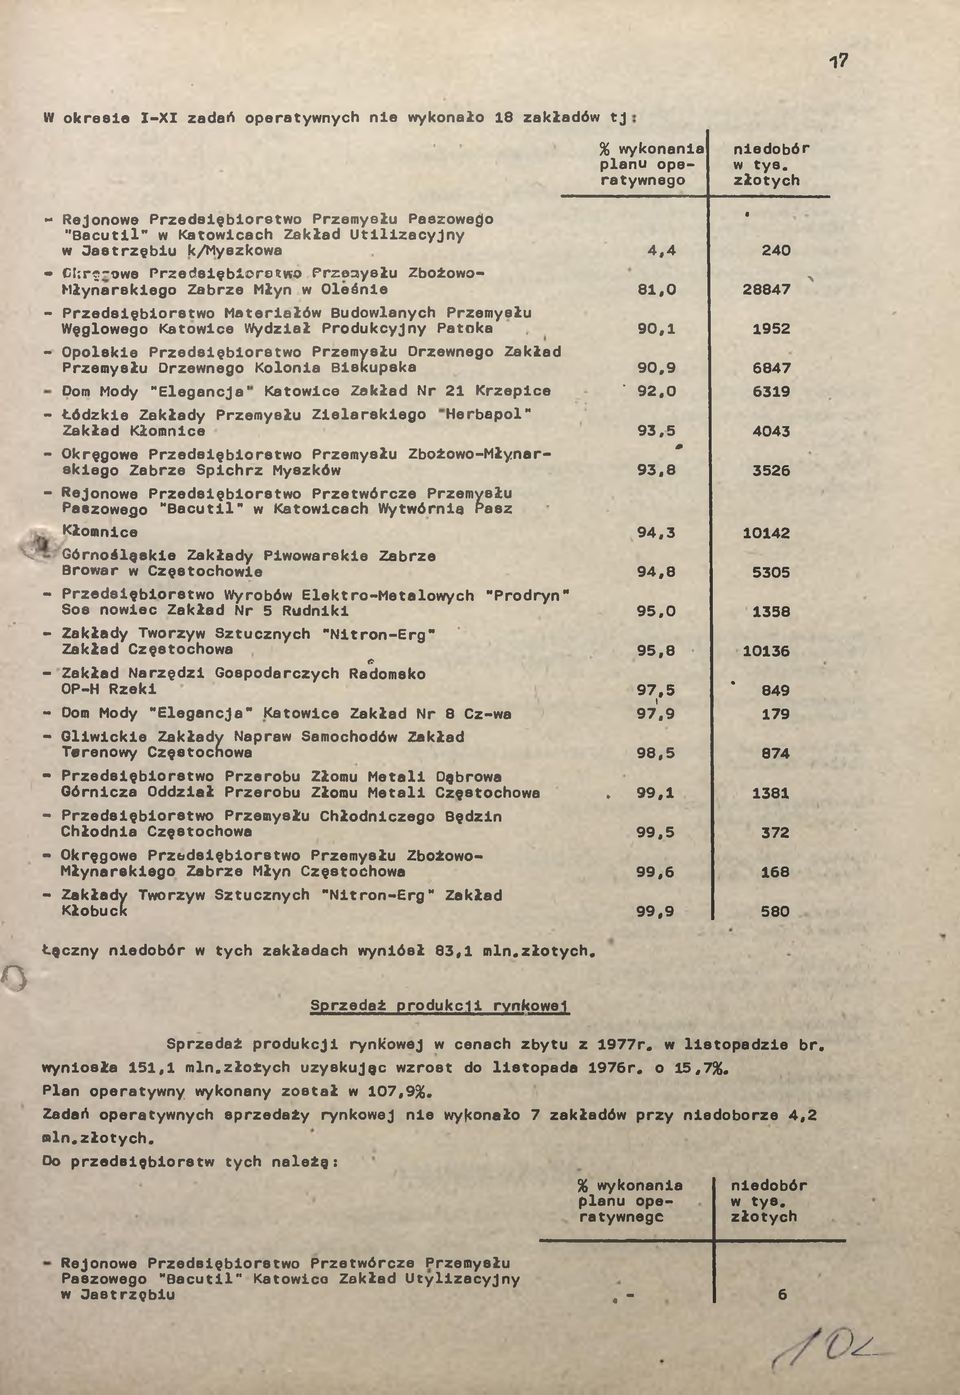 17
W okresie I-XI zadań operatywnych nie wykonało 18 zakładów tj:
% wykonania niedobór
planu ope- w tys.
ratywnego złotych
- Rejonowe Przedsiębiorstwo Przemysłu Paszowego
"Bacutil" w Katowicach Zakład Utilizacyjny
w Jastrzębiu k/Myszkowa 4,4 240
- Okręgowe Przedsiębiorstwo Przemysłu Zbożowo-
Młynarskiego Zabrze Młyn w Oleśnie 81,0 28847
- Przedsiębiorstwo Materiałów Budowlanych Przemysłu
Węglowego Katowice Wydział Produkcyjny Patoka 90,1 1952
- Opolskie Przedsiębiorstwo Przemysłu Drzewnego Zakład
Przemysłu Drzewnego Kolonia Biskupska 90,9 6847
- Dom Mody "Elegancja" Katowice Zakład Nr 21 Krzepice 92,0 6319
- Łódzkie Zakłady Przemysłu Zielarskiego "Herbapol"
Zakład Kłomnice 93,5 4043
- Okręgowe Przedsiębiorstwo Przemysłu Zbożowo-Młynar-
skiego Zabrze Spichrz Myszków 93,8 3526
- Rejonowe Przedsiębiorstwo Przetwórcze Przemysłu
Paszowego "Bacutil" w Katowicach Wytwórnia Pasz
Kłomnice 94,3 10142
- Górnośląskie Zakłady Piwowarskie Zabrze
Browar w Częstochowie 94,8 5305
- Przedsiębiorstwo Wyrobów Elektro-Metalowych "Prodryn"
Sos nowiec Zakład Nr 5 Rudniki 95,0 1358
- Zakłady Tworzyw Sztucznych "Nitron-Erg"
Zakład Częstochowa 95,8 10136
- Zakład Narzędzi Gospodarczych Radomsko
OP-H Rzeki 97,5 849
- Dom Mody "Elegancja" Katowice Zakład Nr 8 Cz-wa 97,9 179
- Gliwickie Zakłady Napraw Samochodów Zakład
Terenowy Częstochowa 98,5 874
- Przedsiębiorstwo Przerobu Złomu Metali Dąbrowa
Górnicza Oddział Przerobu Złomu Metali Częstochowa 99,1 1381
- Przedsiębiorstwo Przemysłu Chłodniczego Będzin
Chłodnia Częstochowa 99,5 372
- Okręgowe Przedsiębiorstwo Przemysłu Zbożowo-
Młynarskiego Zabrze Młyn Częstochowa 99,6 168
- Zakłady Tworzyw Sztucznych "Nitron-Erg" Zakład
Kłobuck 99,9 580
Łączny niedobór w tych zakładach wyniósł 83,1 mln.złotych.
Sprzedaż produkcji rynkowej
Sprzedaż produkcji rynkowej w cenach zbytu z 1977r. w listopadzie br.
wyniosła 151,1 mln.złotych uzyskując wzrost do listopada 1976r. o 15,7%.
Plan operatywny wykonany został w 107,9%.
Zadań operatywnych sprzedaży rynkowej nie wykonało 7 zakładów przy niedoborze 4,2
mln.złotych.
Do przedsiębiorstw tych należą:
% wykonania niedobór
planu ope- w tys.
ratywnego złotych
- Rejonowe Przedsiębiorstwo Przetwórcze Przemysłu
Paszowego "Bacutil" Katowice Zakład Utylizacyjny
w Jastrzębiu - 6